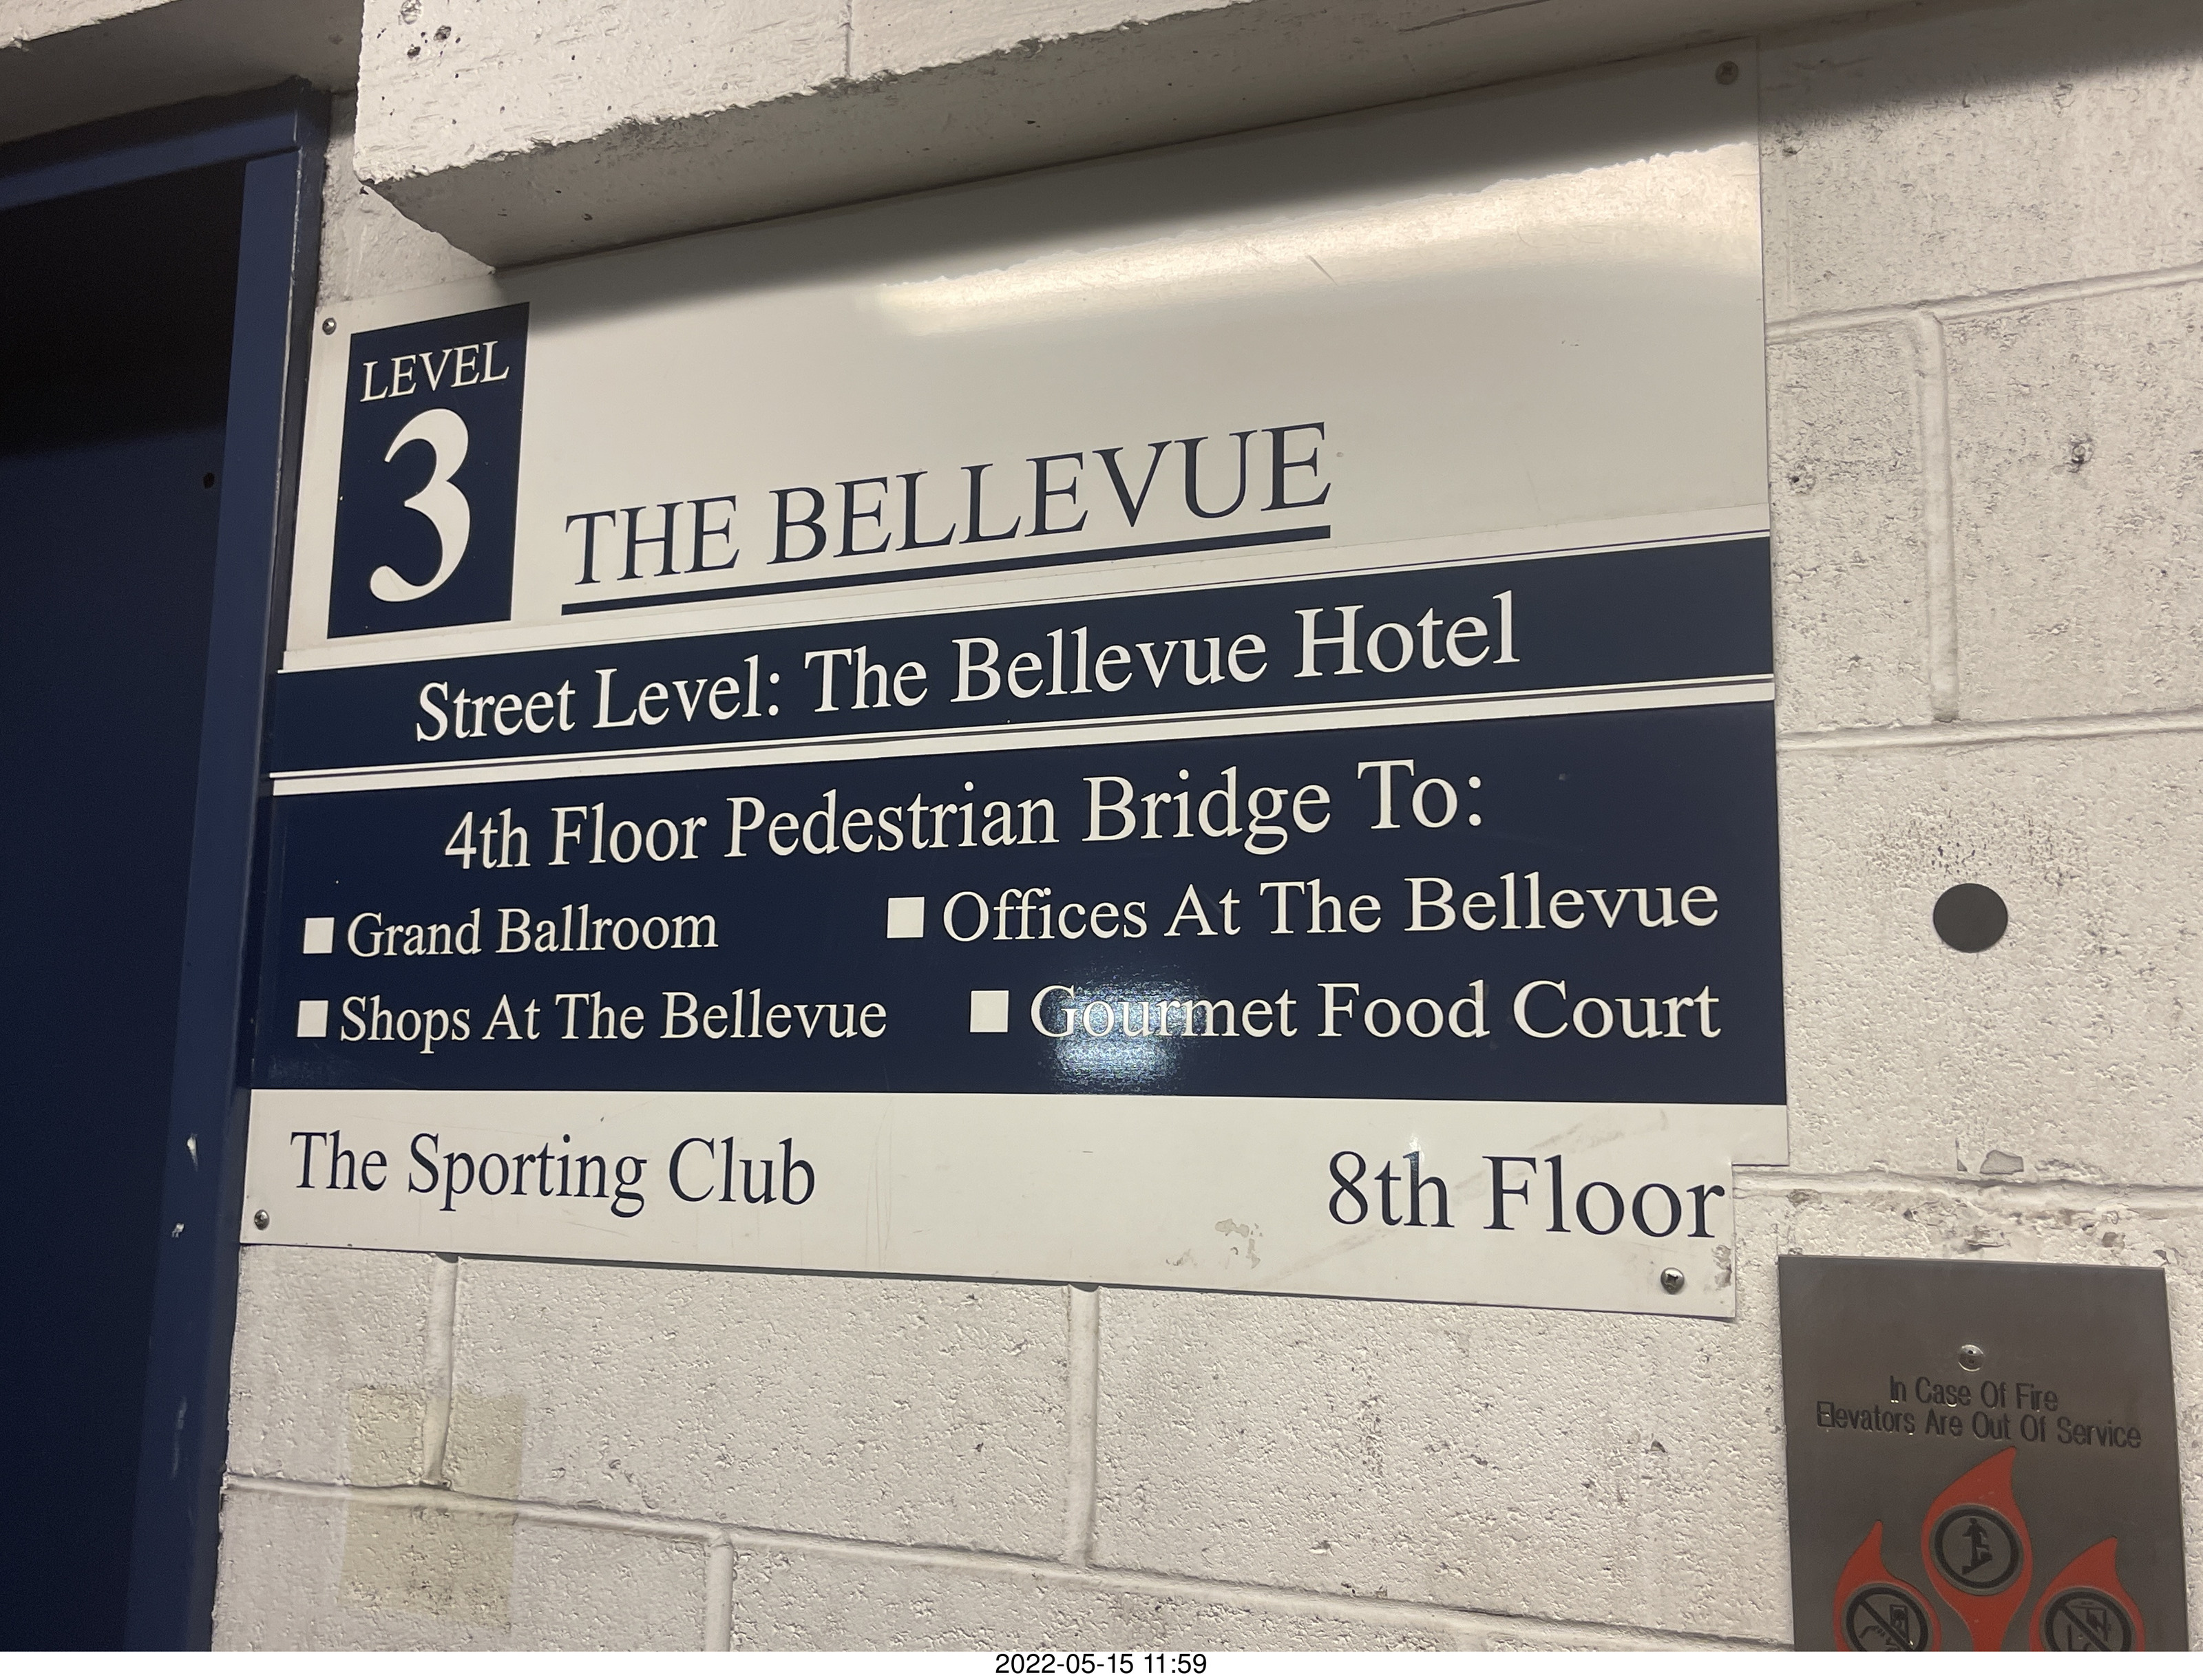 LEVEL
3
THE BELLEVUE
Street Level: The Bellevue Hotel
4th Floor Pedestrian Bridge To:
Grand Ballroom
Offices At The Bellevue
Shops At The Bellevue
Gourmet Food Court
The Sporting Club
8th Floor
In Case Of Fire
Elevators Are Out Of Service
2022-05-15 11:59